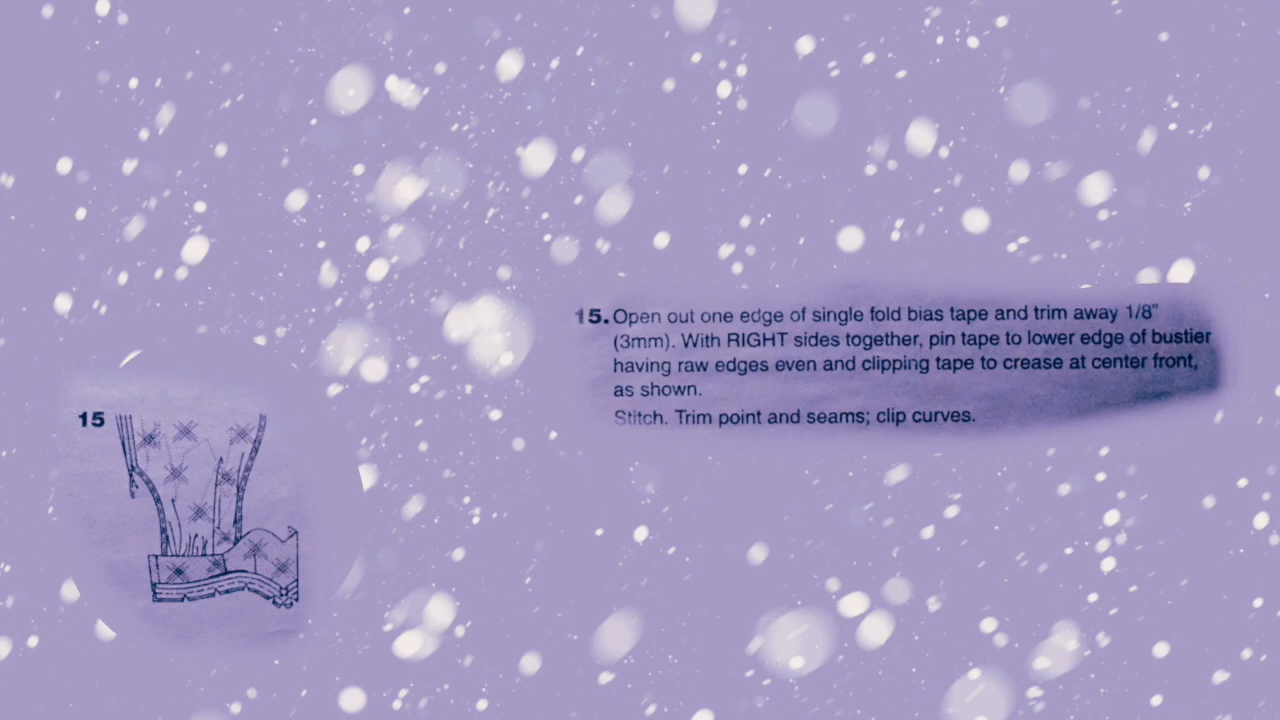 15. Open out one edge of single fold bias tape and trim away 1/8"
(3mm). With RIGHT sides together, pin tape to lower edge of bustier
having raw edges even and clipping tape to crease at center front,
as shown.
Stitch. Trim point and seams; clip curves.
15